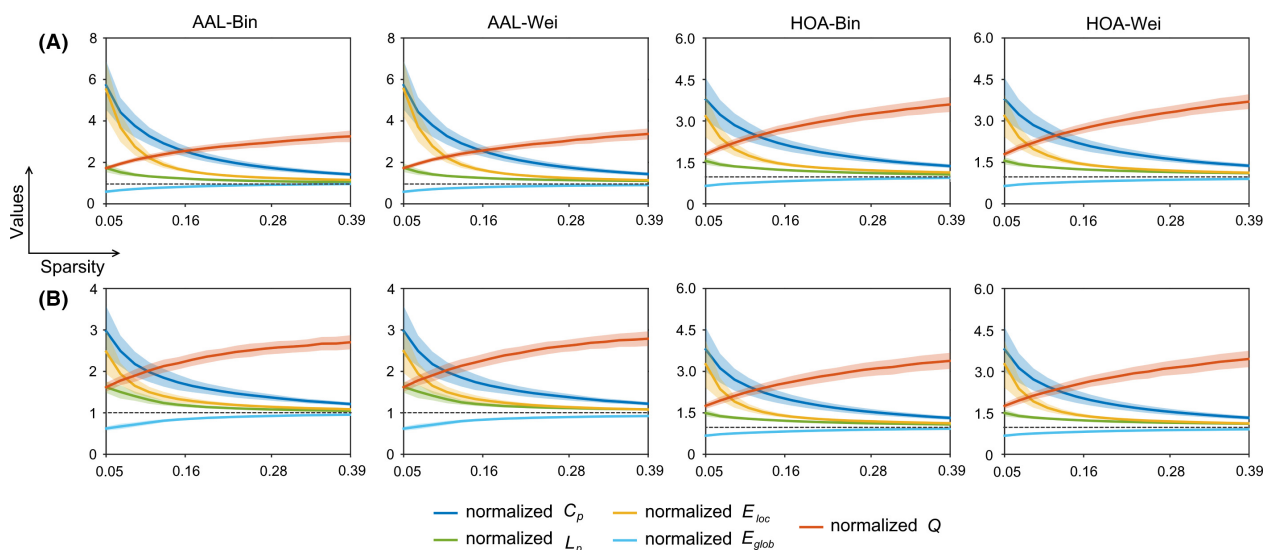 AAL-Bin AAL-Wei HOA-Bin HOA-Wei
(A)
8 8 6.0 6.0
6 6 4.5 4.5
4 4 3.0 3.0
2 2 1.5 1.5
0 0 0 0
0.05 0.16 0.28 0.39 0.05 0.16 0.28 0.39 0.05 0.16 0.28 0.39 0.05 0.16 0.28 0.39
Values
Sparsity
(B)
4 4 6.0 6.0
3 3 4.5 4.5
2 2 3.0 3.0
1 1 1.5 1.5
0 0 0 0
0.05 0.16 0.28 0.39 0.05 0.16 0.28 0.39 0.05 0.16 0.28 0.39 0.05 0.16 0.28 0.39
normalized Cp normalized Eloc normalized Q
normalized Lp normalized Eglob